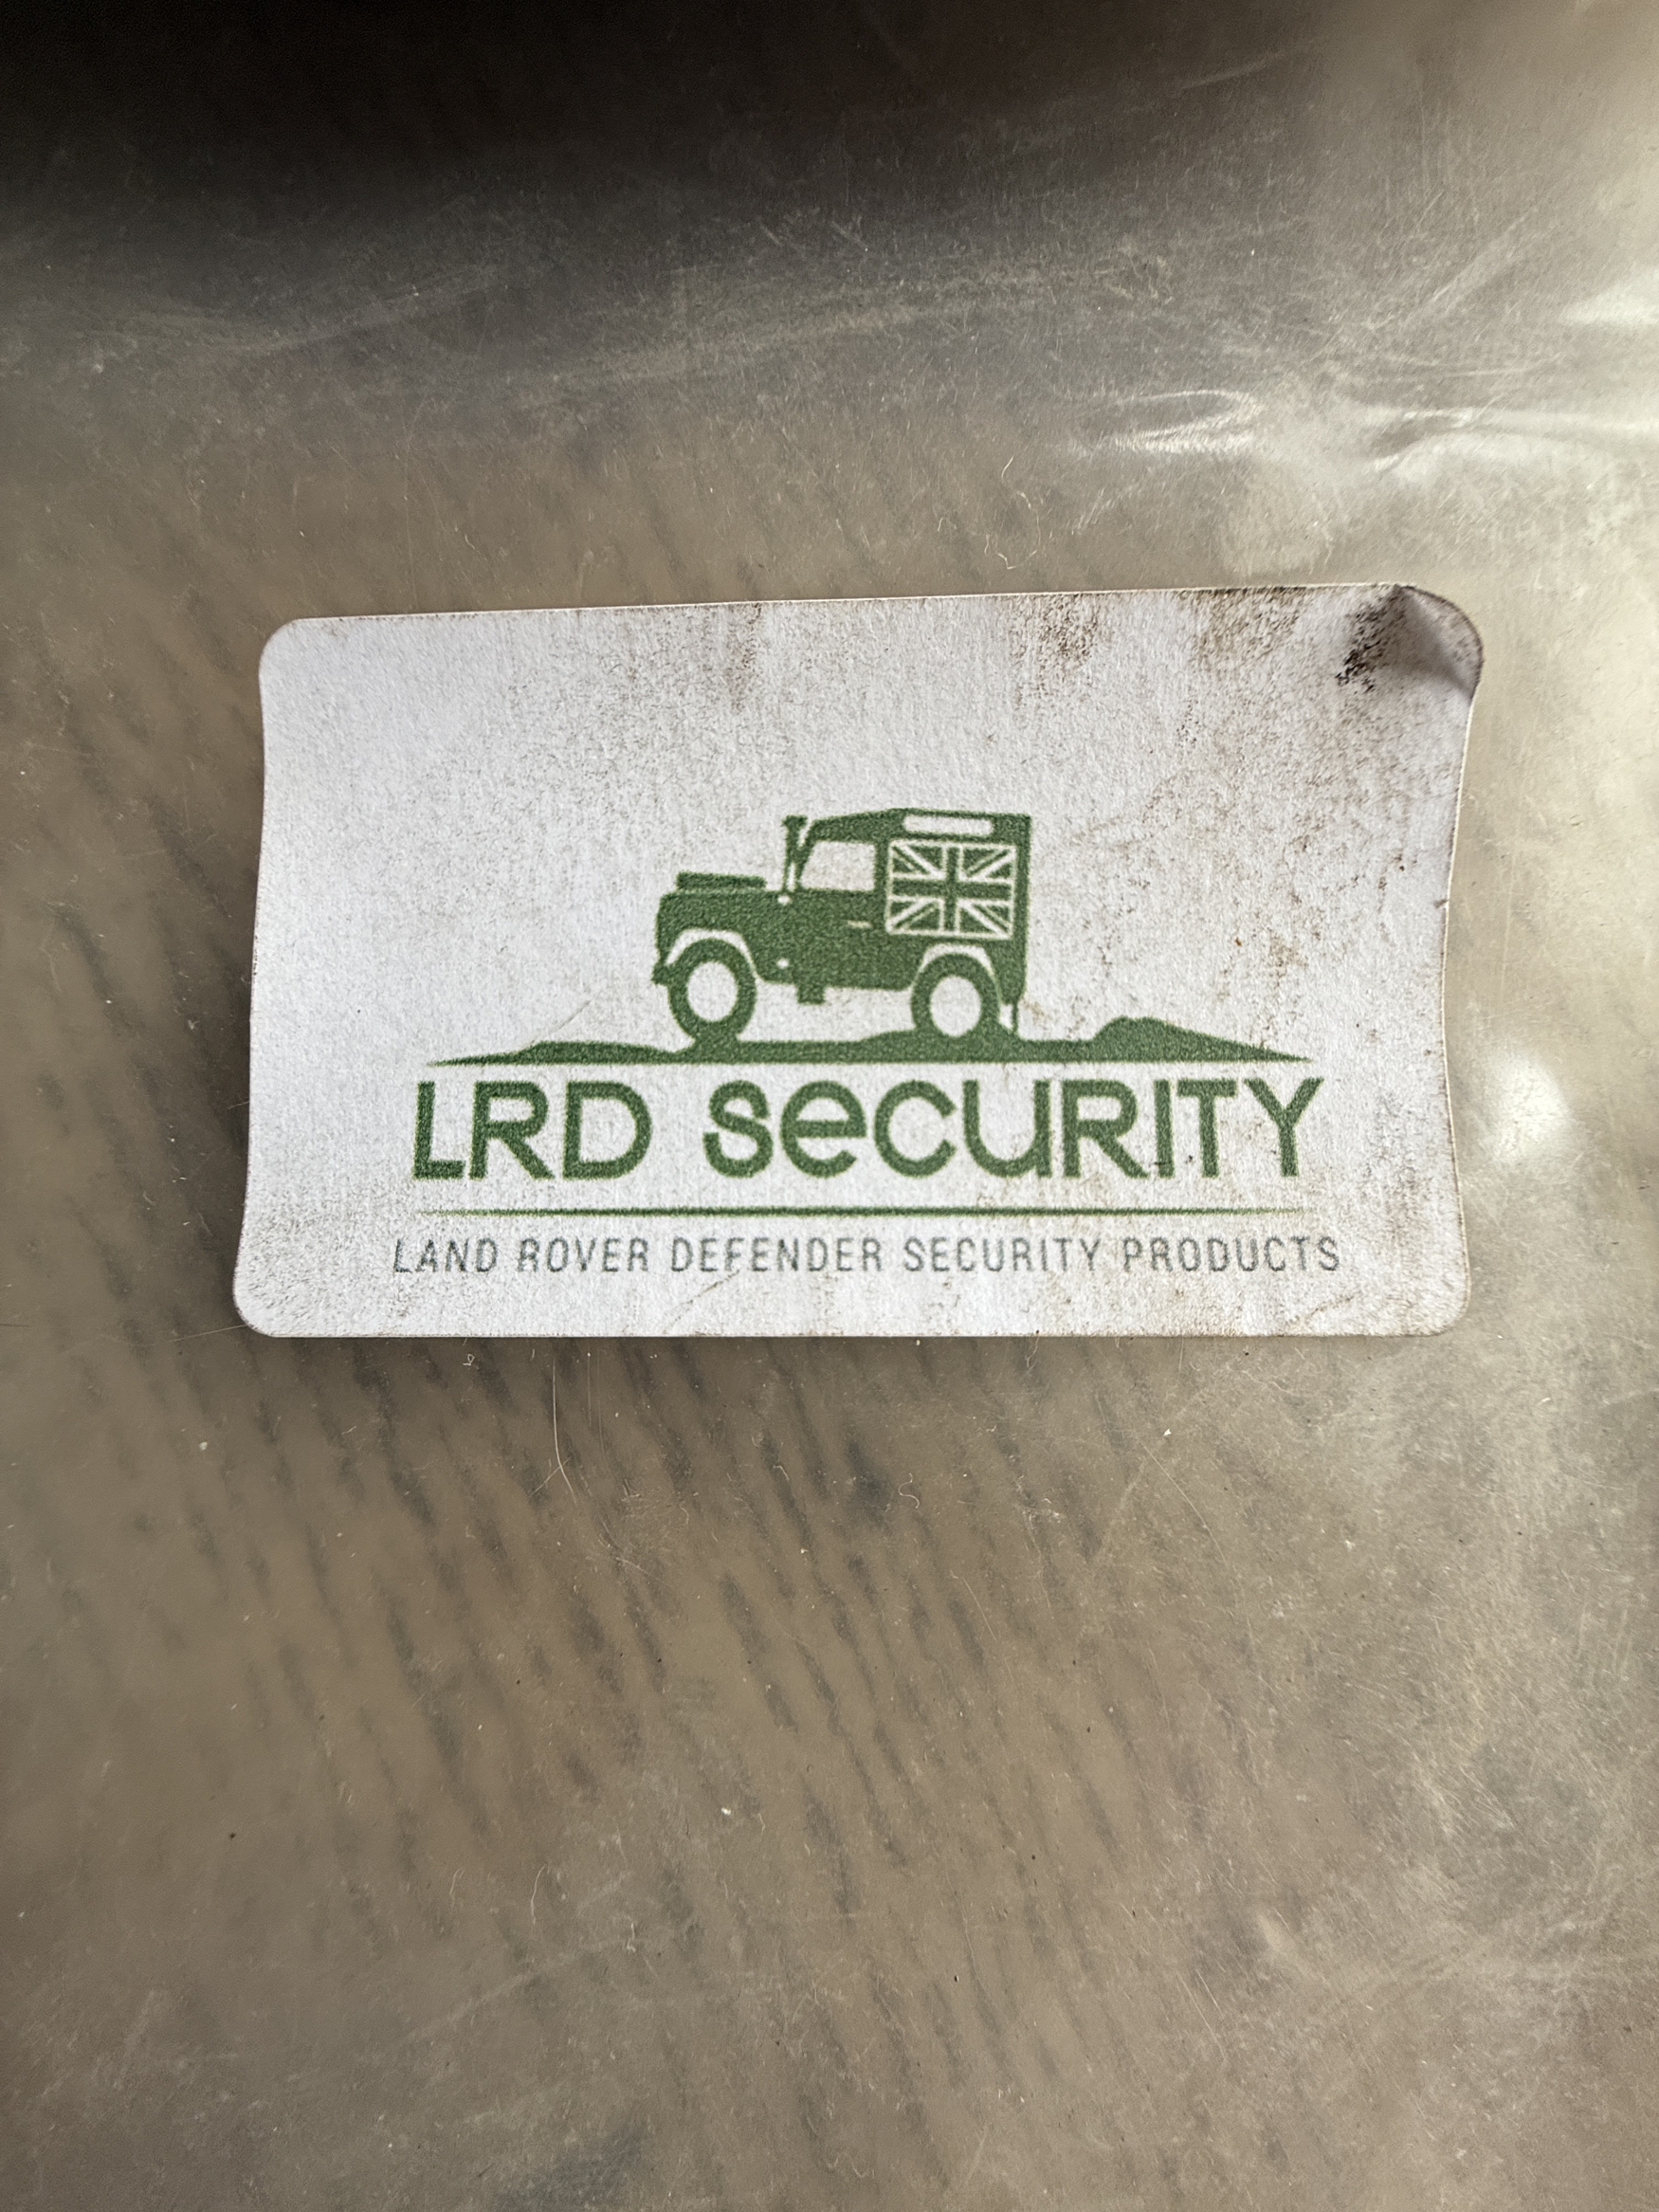 LRD SeCURITY
LAND ROVER DEFENDER SECURITY PRODUCTS